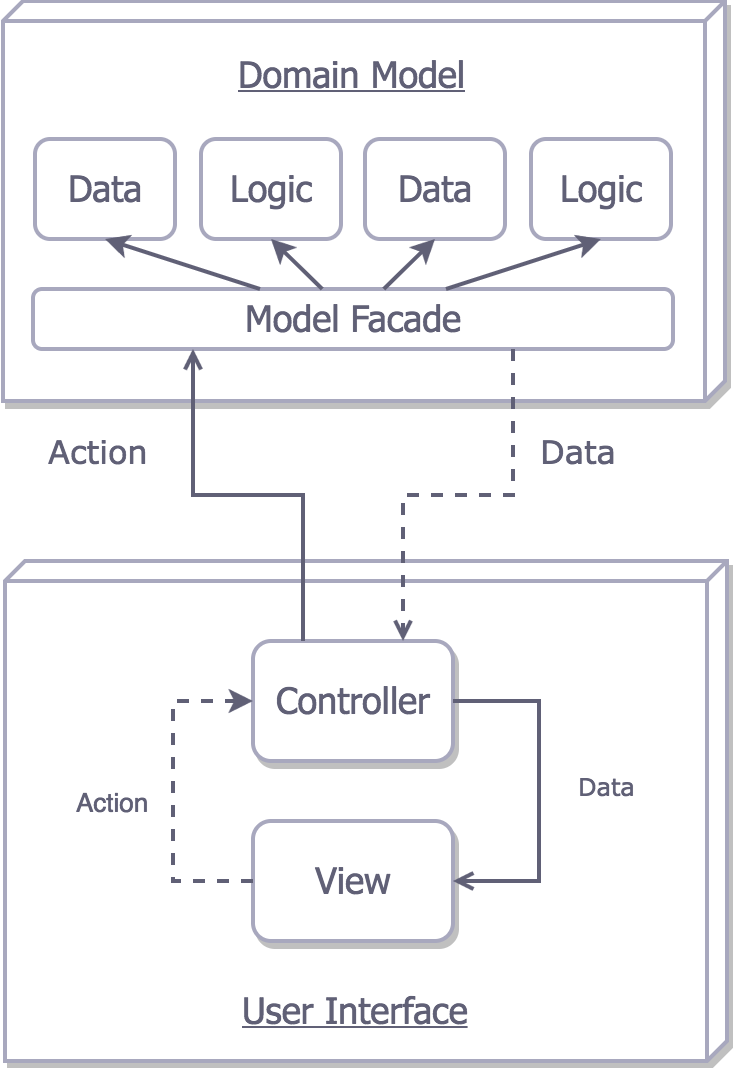 Domain Model
Data
Logic
Data
Logic
Model Facade
Action
Data
Controller
Action
Data
View
User Interface